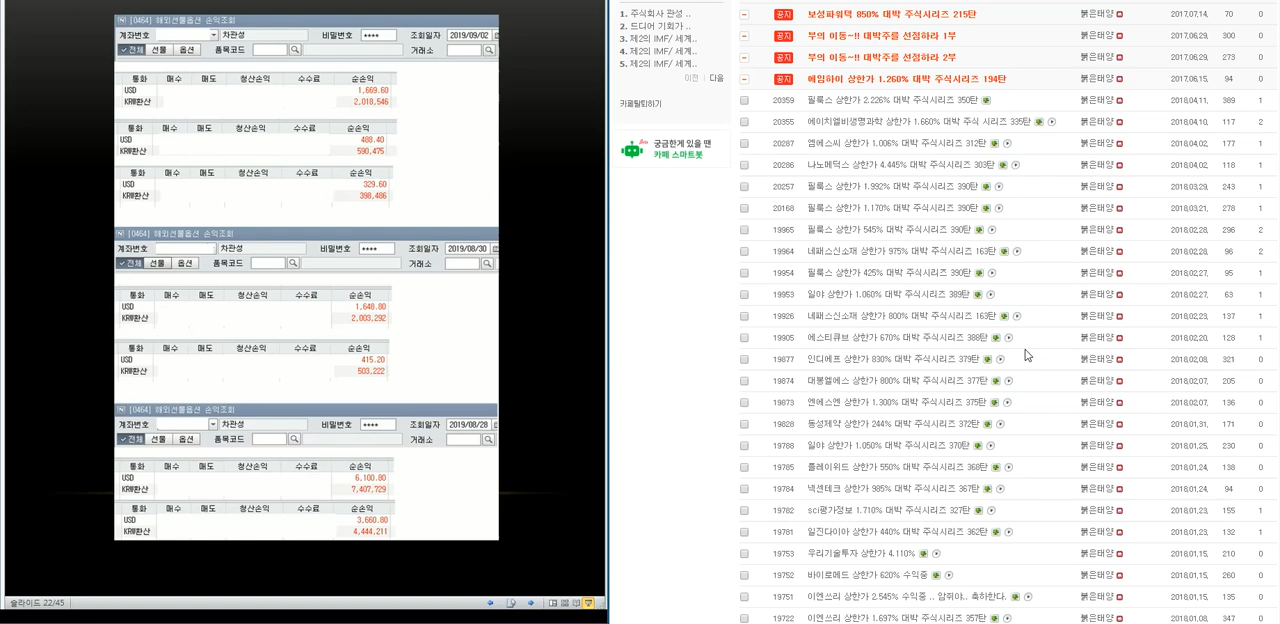 [0464] 해외선물옵션 손익조회
계좌번호 차관성 비밀번호 **** 조회일자 2019/09/02
✓전체 선물 옵션 품목코드 거래소
통화 매수 매도 청산손익 수수료 순손익
USD 1,669.60
KRW환산 2,018,546
통화 매수 매도 청산손익 수수료 순손익
USD 488.40
KRW환산 590,475
통화 매수 매도 청산손익 수수료 순손익
USD 329.60
KRW환산 398,486
[0464] 해외선물옵션 손익조회
계좌번호 차관성 비밀번호 **** 조회일자 2019/08/30
✓전체 선물 옵션 품목코드 거래소
통화 매수 매도 청산손익 수수료 순손익
USD 1,648.80
KRW환산 2,003,292
통화 매수 매도 청산손익 수수료 순손익
USD 415.20
KRW환산 503,222
[0464] 해외선물옵션 손익조회
계좌번호 차관성 비밀번호 **** 조회일자 2019/08/28
✓전체 선물 옵션 품목코드 거래소
통화 매수 매도 청산손익 수수료 순손익
USD 6,100.80
KRW환산 7,407,729
통화 매수 매도 청산손익 수수료 순손익
USD 3,660.80
KRW환산 4,444,211
슬라이드 22/45
1. 주식회사 관성 ..
2. 드디어 기회가 ..
3. 제2의 IMF/ 세계..
4. 제2의 IMF/ 세계..
5. 제2의 IMF/ 세계..
이전 | 다음
카페탈퇴하기
궁금한게 있을 땐
카페 스마트봇
공지 보성파워텍 850% 대박 주식시리즈 215탄 붉은태양 2017.07.14. 70 0
공지 부의 이동~!! 대박주를 선점하라 1부 붉은태양 2017.06.29. 300 0
공지 부의 이동~!! 대박주를 선점하라 2부 붉은태양 2017.06.29. 273 0
공지 에임하이 상한가 1.260% 대박 주식시리즈 194탄 붉은태양 2017.06.15. 94 0
20359 필룩스 상한가 2.226% 대박 주식시리즈 350탄 붉은태양 2018.04.11. 389 1
20355 에이치엘비생명과학 상한가 1.660% 대박 주식 시리즈 335탄 붉은태양 2018.04.10. 117 2
20287 엠에스씨 상한가 1.006% 대박 주식시리즈 312탄 붉은태양 2018.04.02. 177 1
20286 나노메딕스 상한가 4.445% 대박 주식시리즈 303탄 붉은태양 2018.04.02. 118 1
20257 필룩스 상한가 1.992% 대박 주식시리즈 390탄 붉은태양 2018.03.29. 243 1
20168 필룩스 상한가 1.170% 대박 주식시리즈 390탄 붉은태양 2018.03.21. 278 1
19965 필룩스 545% 대박 주식시리즈 390탄 붉은태양 2018.02.28. 296 2
19964 네패스신소재 상한가 975% 대박 주식시리즈 163탄 붉은태양 2018.02.28. 96 2
19954 필룩스 425% 대박 주식시리즈 390탄 붉은태양 2018.02.27. 95 1
19953 일야 상한가 1.060% 대박 주식시리즈 389탄 붉은태양 2018.02.27. 63 1
19926 네패스신소재 상한가 800% 대박 주식시리즈 163탄 붉은태양 2018.02.23. 137 1
19905 에스티큐브 상한가 670% 대박 주식시리즈 388탄 붉은태양 2018.02.20. 128 1
19877 인디에프 상한가 830% 대박 주식시리즈 379탄 붉은태양 2018.02.08. 321 0
19874 대봉엘에스 상한가 800% 대박 주식시리즈 377탄 붉은태양 2018.02.07. 205 0
19873 엔에스엔 상한가 1.300% 대박 주식시리즈 375탄 붉은태양 2018.02.07. 136 0
19828 동성제약 상한가 244% 대박 주식시리즈 372탄 붉은태양 2018.01.31. 171 0
19788 일야 상한가 1.050% 대박 주식시리즈 370탄 붉은태양 2018.01.25. 230 0
19785 플레이위드 상한가 550% 대박 주식시리즈 368탄 붉은태양 2018.01.24. 138 0
19784 넥센테크 상한가 985% 대박 주식시리즈 367탄 붉은태양 2018.01.24. 94 0
19782 sci평가정보 1.710% 대박 주식시리즈 327탄 붉은태양 2018.01.23. 155 1
19781 일진다이아 상한가 440% 대박 주식시리즈 362탄 붉은태양 2018.01.23. 132 1
19753 우리기술투자 상한가 4.110% 붉은태양 2018.01.15. 210 0
19752 바이로메드 상한가 620% 수익중 붉은태양 2018.01.15. 260 0
19751 이엔쓰리 상한가 2.545% 수익중 .. 암튀야.. 축하한다. 붉은태양 2018.01.15. 135 0
19722 이엔쓰리 상한가 1.697% 대박 주식시리즈 357탄 붉은태양 2018.01.08. 347 0